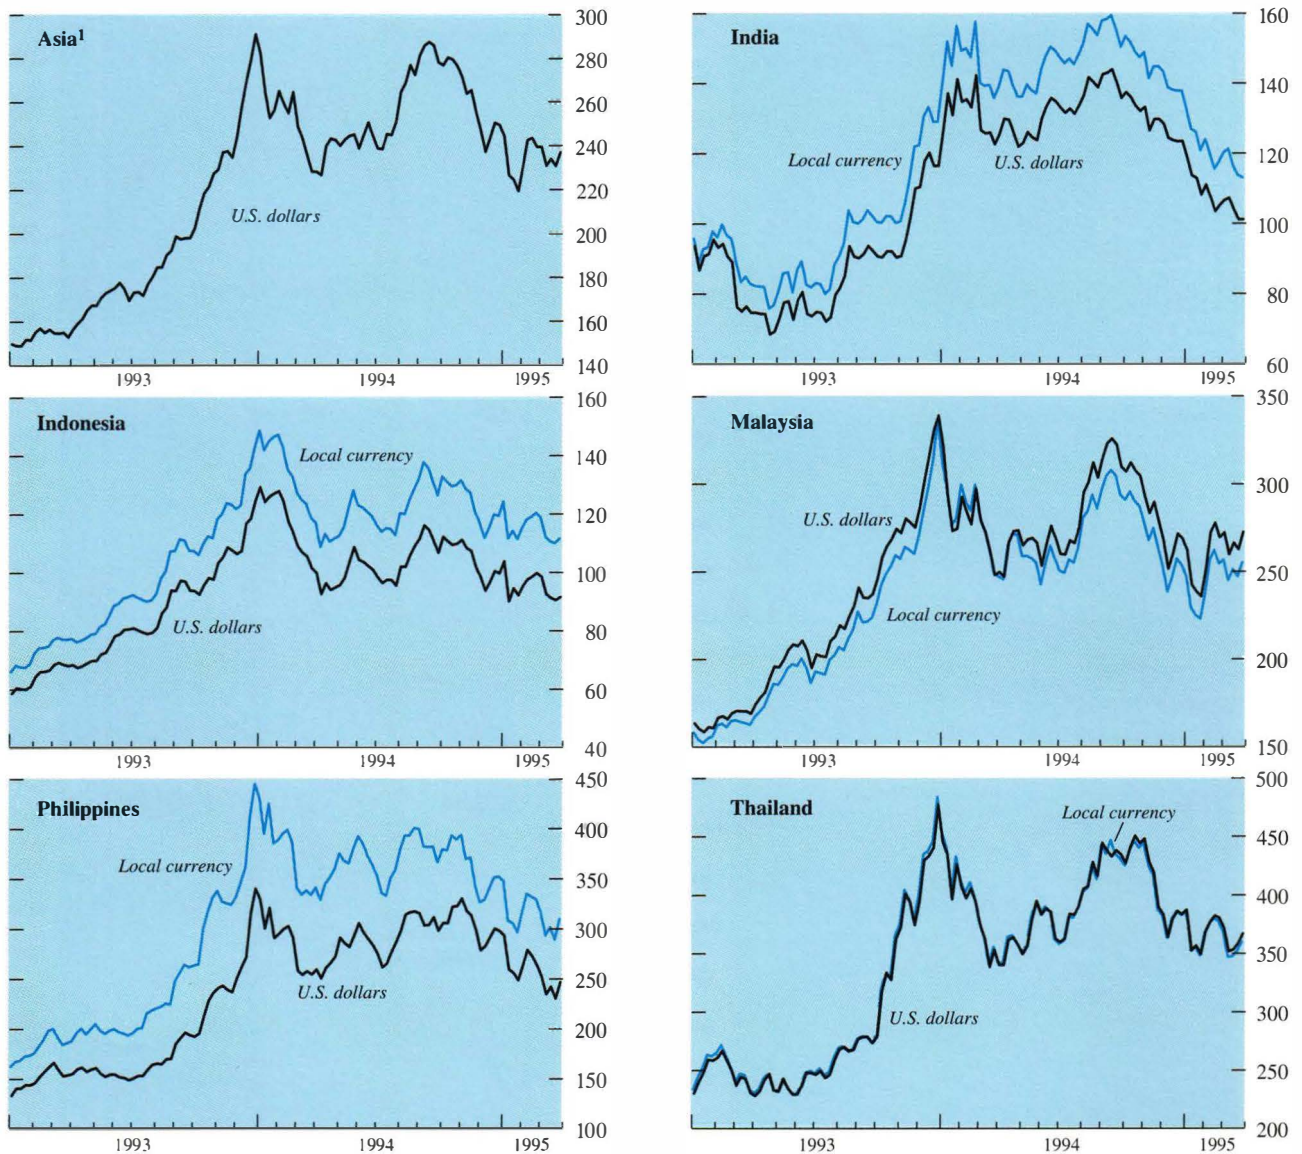 Asia¹
300
280
260
240
220
200
180
160
140
U.S. dollars
1993 1994 1995
India
160
140
120
100
80
60
Local currency
U.S. dollars
1993 1994 1995
Indonesia
160
140
120
100
80
60
40
Local currency
U.S. dollars
1993 1994 1995
Malaysia
350
300
250
200
150
U.S. dollars
Local currency
1993 1994 1995
Philippines
450
400
350
300
250
200
150
100
Local currency
U.S. dollars
1993 1994 1995
Thailand
500
450
400
350
300
250
200
Local currency
U.S. dollars
1993 1994 1995